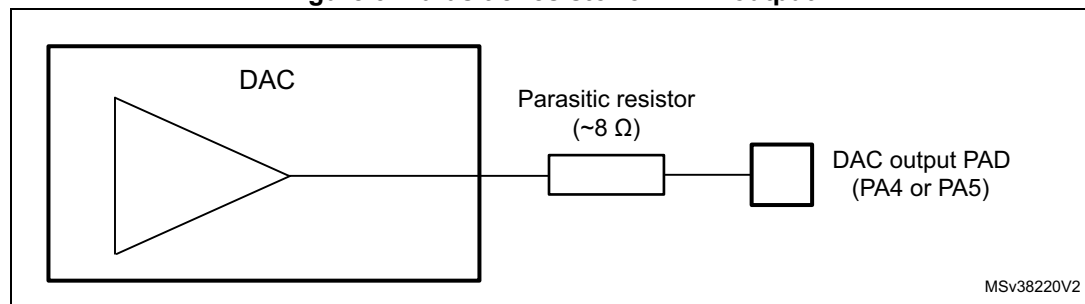 DAC
Parasitic resistor
(~8 Ω)
DAC output PAD
(PA4 or PA5)
MSv38220V2